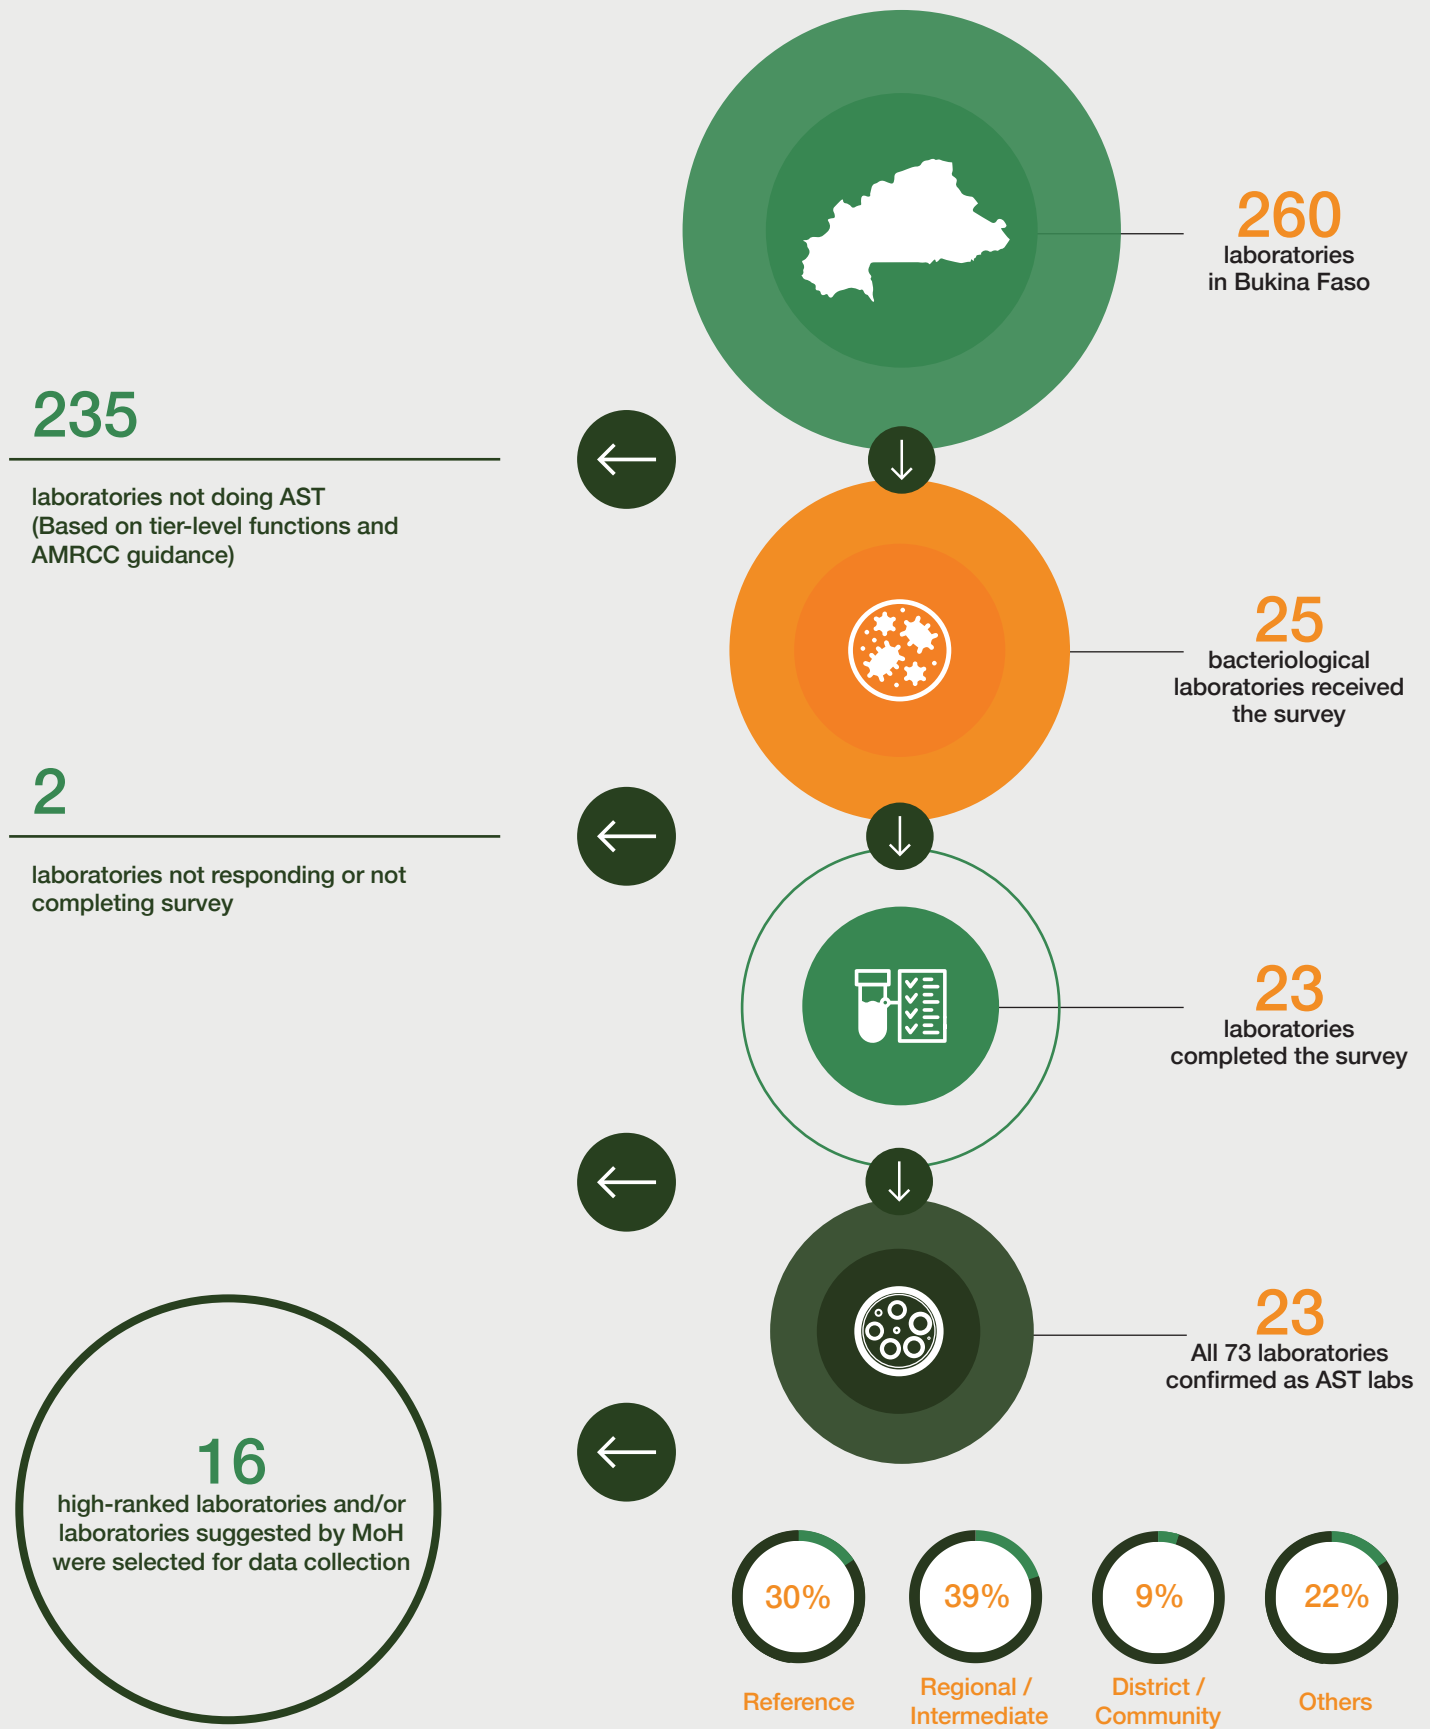 260
laboratories
in Bukina Faso
235
laboratories not doing AST
(Based on tier-level functions and
AMRCC guidance)
25
bacteriological
laboratories received
the survey
2
laboratories not responding or not
completing survey
23
laboratories
completed the survey
23
All 73 laboratories
confirmed as AST labs
16
high-ranked laboratories and/or
laboratories suggested by MoH
were selected for data collection
30%
Reference
39%
Regional /
Intermediate
9%
District /
Community
22%
Others